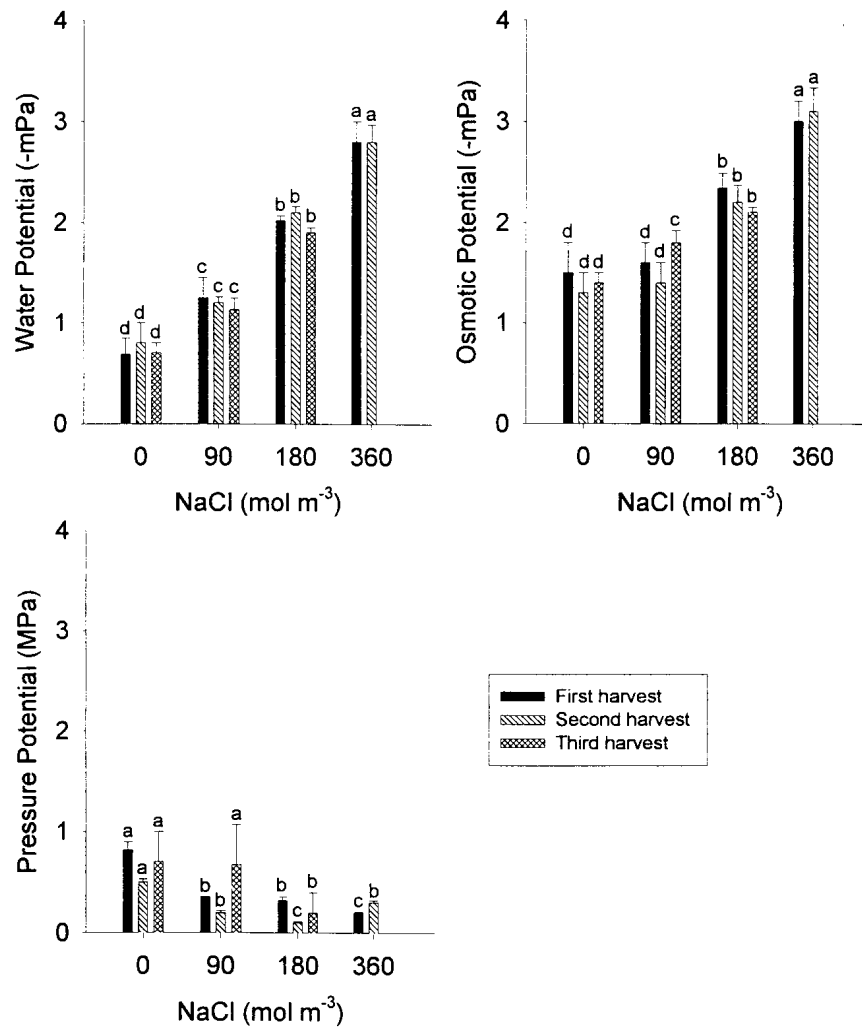 Water Potential (-mPa)
4
3
2
1
0
d d d
c c c
b b b
a a
0 90 180 360
NaCl (mol m-3)
Osmotic Potential (-mPa)
4
3
2
1
0
d d d
d d c
b b b
a a
0 90 180 360
NaCl (mol m-3)
Pressure Potential (MPa)
4
3
2
1
0
a a a
b b a
b c b
c b
0 90 180 360
NaCl (mol m-3)
First harvest
Second harvest
Third harvest